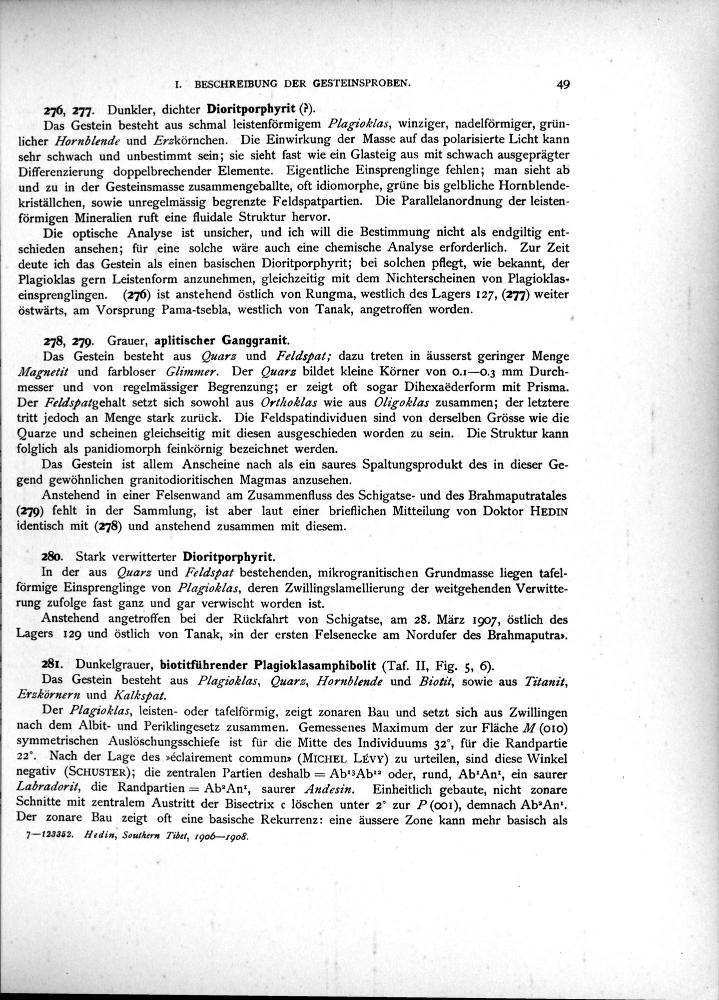 I. BESCHREIBUNG DER GESTEINSPROBEN. 49
276, 277. Dunkler, dichter Dioritporphyrit (?).
Das Gestein besteht aus schmal leistenförmigem Plagioklas, winziger, nadelförmiger, grün-
licher Hornblende und Erzkörnchen. Die Einwirkung der Masse auf das polarisierte Licht kann
sehr schwach und unbestimmt sein; sie sieht fast wie ein Glasteig aus mit schwach ausgeprägter
Differenzierung doppelbrechender Elemente. Eigentliche Einsprenglinge fehlen; man sieht ab
und zu in der Gesteinsmasse zusammengeballte, oft idiomorphe, grüne bis gelbliche Hornblende-
kriställchen, sowie unregelmässig begrenzte Feldspatpartien. Die Parallelanordnung der leisten-
förmigen Mineralien ruft eine fluidale Struktur hervor.
Die optische Analyse ist unsicher, und ich will die Bestimmung nicht als endgiltig ent-
schieden ansehen; für eine solche wäre auch eine chemische Analyse erforderlich. Zur Zeit
deute ich das Gestein als einen basischen Dioritporphyrit; bei solchen pflegt, wie bekannt, der
Plagioklas gern Leistenform anzunehmen, gleichzeitig mit dem Nichterscheinen von Plagioklas-
einsprenglingen. (276) ist anstehend östlich von Rungma, westlich des Lagers 127, (277) weiter
östwärts, am Vorsprung Pama-tsebla, westlich von Tanak, angetroffen worden.
278, 279. Grauer, aplitischer Ganggranit.
Das Gestein besteht aus Quarz und Feldspat; dazu treten in äusserst geringer Menge
Magnetit und farbloser Glimmer. Der Quarz bildet kleine Körner von 0.1—0.3 mm Durch-
messer und von regelmässiger Begrenzung; er zeigt oft sogar Dihexaëderform mit Prisma.
Der Feldspatgehalt setzt sich sowohl aus Orthoklas wie aus Oligoklas zusammen; der letztere
tritt jedoch an Menge stark zurück. Die Feldspatindividuen sind von derselben Grösse wie die
Quarze und scheinen gleichseitig mit diesen ausgeschieden worden zu sein. Die Struktur kann
folglich als panidiomorph feinkörnig bezeichnet werden.
Das Gestein ist allem Anscheine nach als ein saures Spaltungsprodukt des in dieser Ge-
gend gewöhnlichen granitodioritischen Magmas anzusehen.
Anstehend in einer Felsenwand am Zusammenfluss des Schigatse- und des Brahmaputratales
(279) fehlt in der Sammlung, ist aber laut einer brieflichen Mitteilung von Doktor HEDIN
identisch mit (278) und anstehend zusammen mit diesem.
280. Stark verwitterter Dioritporphyrit.
In der aus Quarz und Feldspat bestehenden, mikrogranitischen Grundmasse liegen tafel-
förmige Einsprenglinge von Plagioklas, deren Zwillingslamellierung der weitgehenden Verwitte-
rung zufolge fast ganz und gar verwischt worden ist.
Anstehend angetroffen bei der Rückfahrt von Schigatse, am 28. März 1907, östlich des
Lagers 129 und östlich von Tanak, »in der ersten Felsenecke am Nordufer des Brahmaputra».
281. Dunkelgrauer, biotitführender Plagioklasamphibolit (Taf. II, Fig. 5, 6).
Das Gestein besteht aus Plagioklas, Quarz, Hornblende und Biotit, sowie aus Titanit,
Erzkörnern und Kalkspat.
Der Plagioklas, leisten- oder tafelförmig, zeigt zonaren Bau und setzt sich aus Zwillingen
nach dem Albit- und Periklingesetz zusammen. Gemessenes Maximum der zur Fläche M (010)
symmetrischen Auslöschungsschiefe ist für die Mitte des Individuums 32°, für die Randpartie
22°. Nach der Lage des »éclairement commun» (MICHEL LÉVY) zu urteilen, sind diese Winkel
negativ (SCHUSTER); die zentralen Partien deshalb = Ab¹³Ab¹² oder, rund, Ab¹An¹, ein saurer
Labradorit, die Randpartien = Ab²An¹, saurer Andesin. Einheitlich gebaute, nicht zonare
Schnitte mit zentralem Austritt der Bisectrix c löschen unter 2° zur P (001), demnach Ab²An¹.
Der zonare Bau zeigt oft eine basische Rekurrenz: eine äussere Zone kann mehr basisch als
7—123352. Hedin, Southern Tibet, 1906—1908.